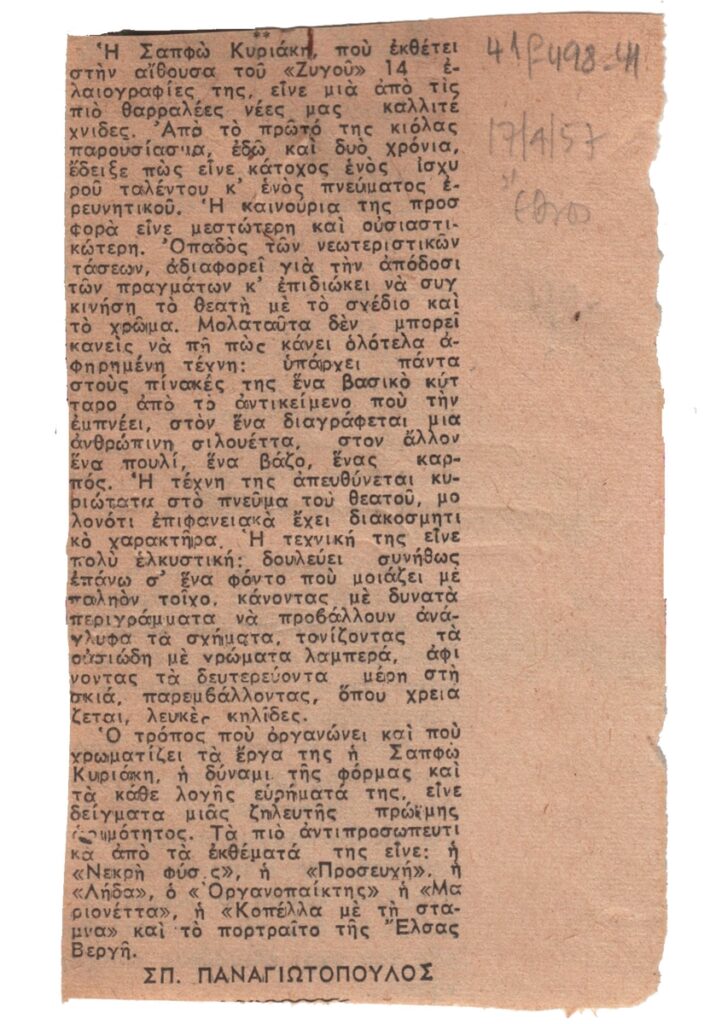 **
Ἡ Σαπφὼ Κυριάκη, ποὺ ἐκθέτει
στὴν αἴθουσα τοῦ «Ζυγοῦ» 14 ἐ-
λαιογραφίες της, εἶνε μιὰ ἀπὸ τὶς
πιὸ θαρραλέες νέες μας καλλιτέ
χνιδες. Ἀπὸ τὸ πρῶτό της κιόλας
παρουσίασμα, ἐδῶ καὶ δυὸ χρόνια,
ἔδειξε πὼς εἶνε κάτοχος ἑνὸς ἰσχυ
ροῦ ταλέντου κ' ἑνὸς πνεύματος ἐ-
ρευνητικοῦ. Ἡ καινούρια της προσ
φορὰ εἶνε μεστώτερη καὶ οὐσιαστι-
κώτερη. Ὀπαδὸς τῶν νεωτεριστικῶν
τάσεων, ἀδιαφορεῖ γιὰ τὴν ἀπόδοσι
τῶν πραγμάτων κ' ἐπιδιώκει νὰ συγ
κινήση τὸ θεατὴ μὲ τὸ σχέδιο καὶ
τὸ χρῶμα. Μολαταῦτα δὲν μπορεῖ
κανεὶς νὰ πῆ πὼς κάνει ὁλότελα ἀ-
φηρημένη τέχνη: ὑπάρχει πάντα
στοὺς πίνακές της ἕνα βασικὸ κύτ
ταρο ἀπὸ τὸ ἀντικείμενο ποὺ τὴν
ἐμπνέει, στὸν ἕνα διαγράφεται μια
ἀνθρώπινη σιλουέττα, στον ἄλλον
ἕνα πουλί, ἕνα βάζο, ἕνας καρ-
πός. Ἡ τέχνη της ἀπευθύνεται κυ-
ριώτατα στὸ πνεῦμα τοῦ θεατοῦ, μο
λονότι ἐπιφανειακὰ ἔχει διακοσμητι
κὸ χαρακτῆρα. Ἡ τεχνική της εἶνε
πολὺ ἑλκυστική: δουλεύει συνήθως
ἐπάνω σ' ἕνα φόντο ποὺ μοιάζει μὲ
παληὸν τοῖχο, κάνοντας μὲ δυνατὰ
περιγράμματα νὰ προβάλλουν ἀνά-
γλυφα τὰ σχήματα, τονίζοντας τὰ
οὐσιώδη μὲ χρώματα λαμπερά, ἀφί
νοντας τὰ δευτερεύοντα μέρη στὴ
σκιά, παρεμβάλλοντας, ὅπου χρεια
ζεται, λευκὲς κηλίδες.
Ὁ τρόπος ποὺ ὀργανώνει καὶ ποὺ
χρωματίζει τὰ ἔργα της ἡ Σαπφὼ
Κυριάκη, ἡ δύναμι τῆς φόρμας καὶ
τὰ κάθε λογῆς εὑρήματά της, εἶνε
δείγματα μιᾶς ζηλευτῆς πρώϊμης
ὡριμότητος. Τὰ πιὸ ἀντιπροσωπευτι
κὰ ἀπὸ τὰ ἐκθέματά της εἶνε: ἡ
«Νεκρὴ φύσις», ἡ «Προσευχή», ἡ
«Λήδα», ὁ «Ὀργανοπαίκτης» ἡ «Μα
ριονέττα», ἡ «Κοπέλλα μὲ τὴ στα-
μνα» καὶ τὸ πορτραῖτο τῆς Ἔλσας
Βεργῆ.
ΣΠ. ΠΑΝΑΓΙΩΤΟΠΟΥΛΟΣ
17/4/57